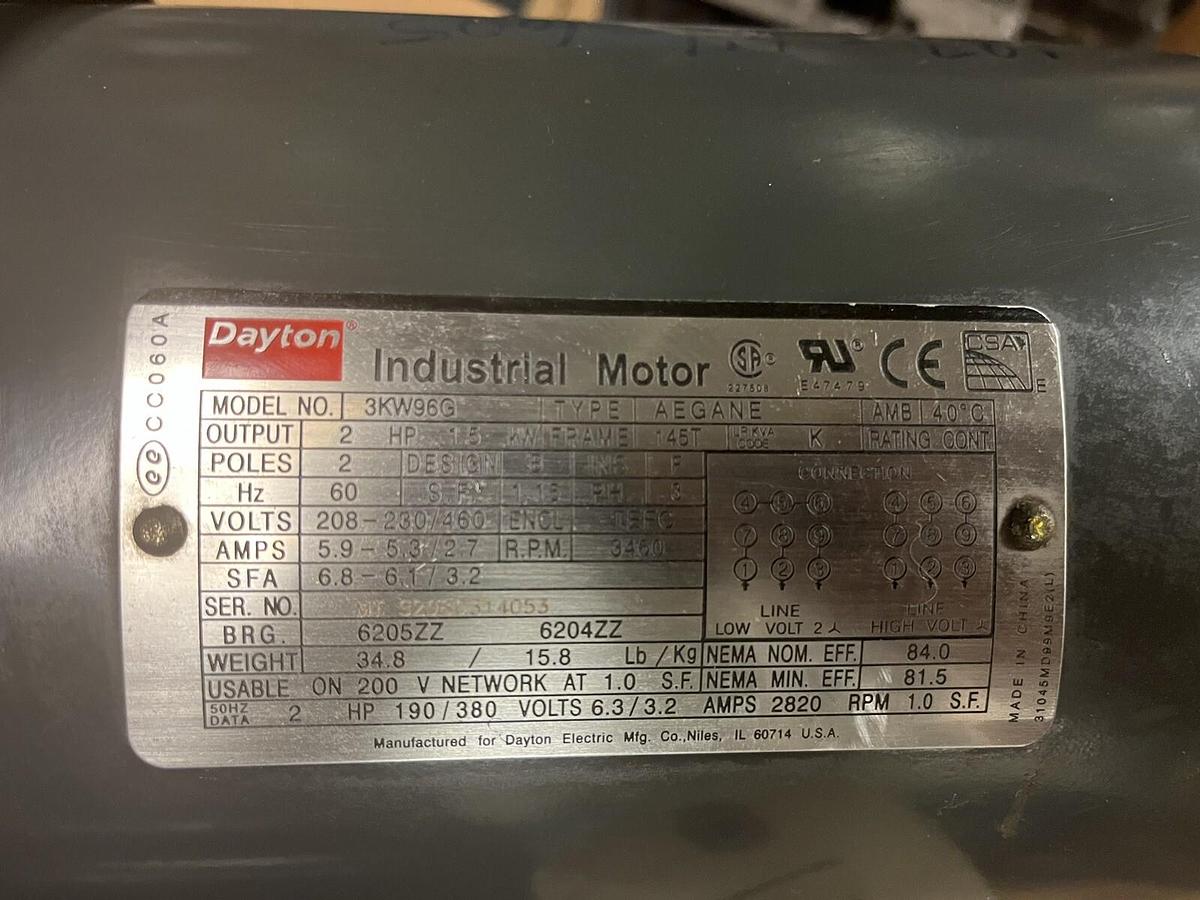 Dayton®
Industrial Motor
227508
E47479
CE
CSA
E
ee CC060A
MODEL NO. 3KW96G TYPE AEGANE AMB 40°C
OUTPUT 2 HP 1.5 KW FRAME 145T LR KVA CODE K RATING CONT
POLES 2 DESIGN B INS F
Hz 60 S.F. 1.15 PH 3
VOLTS 208-230/460 ENCL TEFC
AMPS 5.9-5.3/2.7 R.P.M. 3460
SFA 6.8-6.1/3.2
SER. NO.
BRG. 6205ZZ 6204ZZ
CONNECTION
4 5 6 4 5 6
7 8 9 7 8 9
1 2 3 1 2 3
LINE LINE
LOW VOLT 2 HIGH VOLT
WEIGHT 34.8 / 15.8 Lb/Kg NEMA NOM. EFF. 84.0
USABLE ON 200 V NETWORK AT 1.0 S.F. NEMA MIN. EFF. 81.5
50HZ DATA 2 HP 190/380 VOLTS 6.3/3.2 AMPS 2820 RPM 1.0 S.F.
Manufactured for Dayton Electric Mfg. Co.,Niles, IL 60714 U.S.A.
MADE IN CHINA